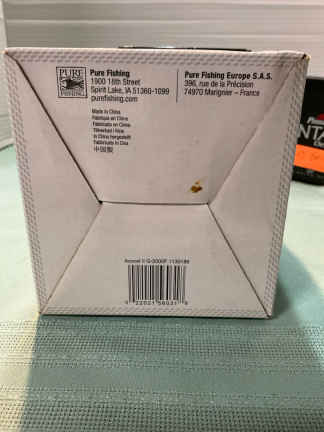 PURE
FISHING
Pure Fishing
1900 18th Street
Spirit Lake, IA 51360-1099
purefishing.com
Pure Fishing Europe S.A.S.
396, rue de la Précision
74970 Marignier – France
Made in China
Fabriqué en Chine
Fabricado en China
Tillverkad i Kina
In China hergestellt
Fabbricato in Cina
中国製